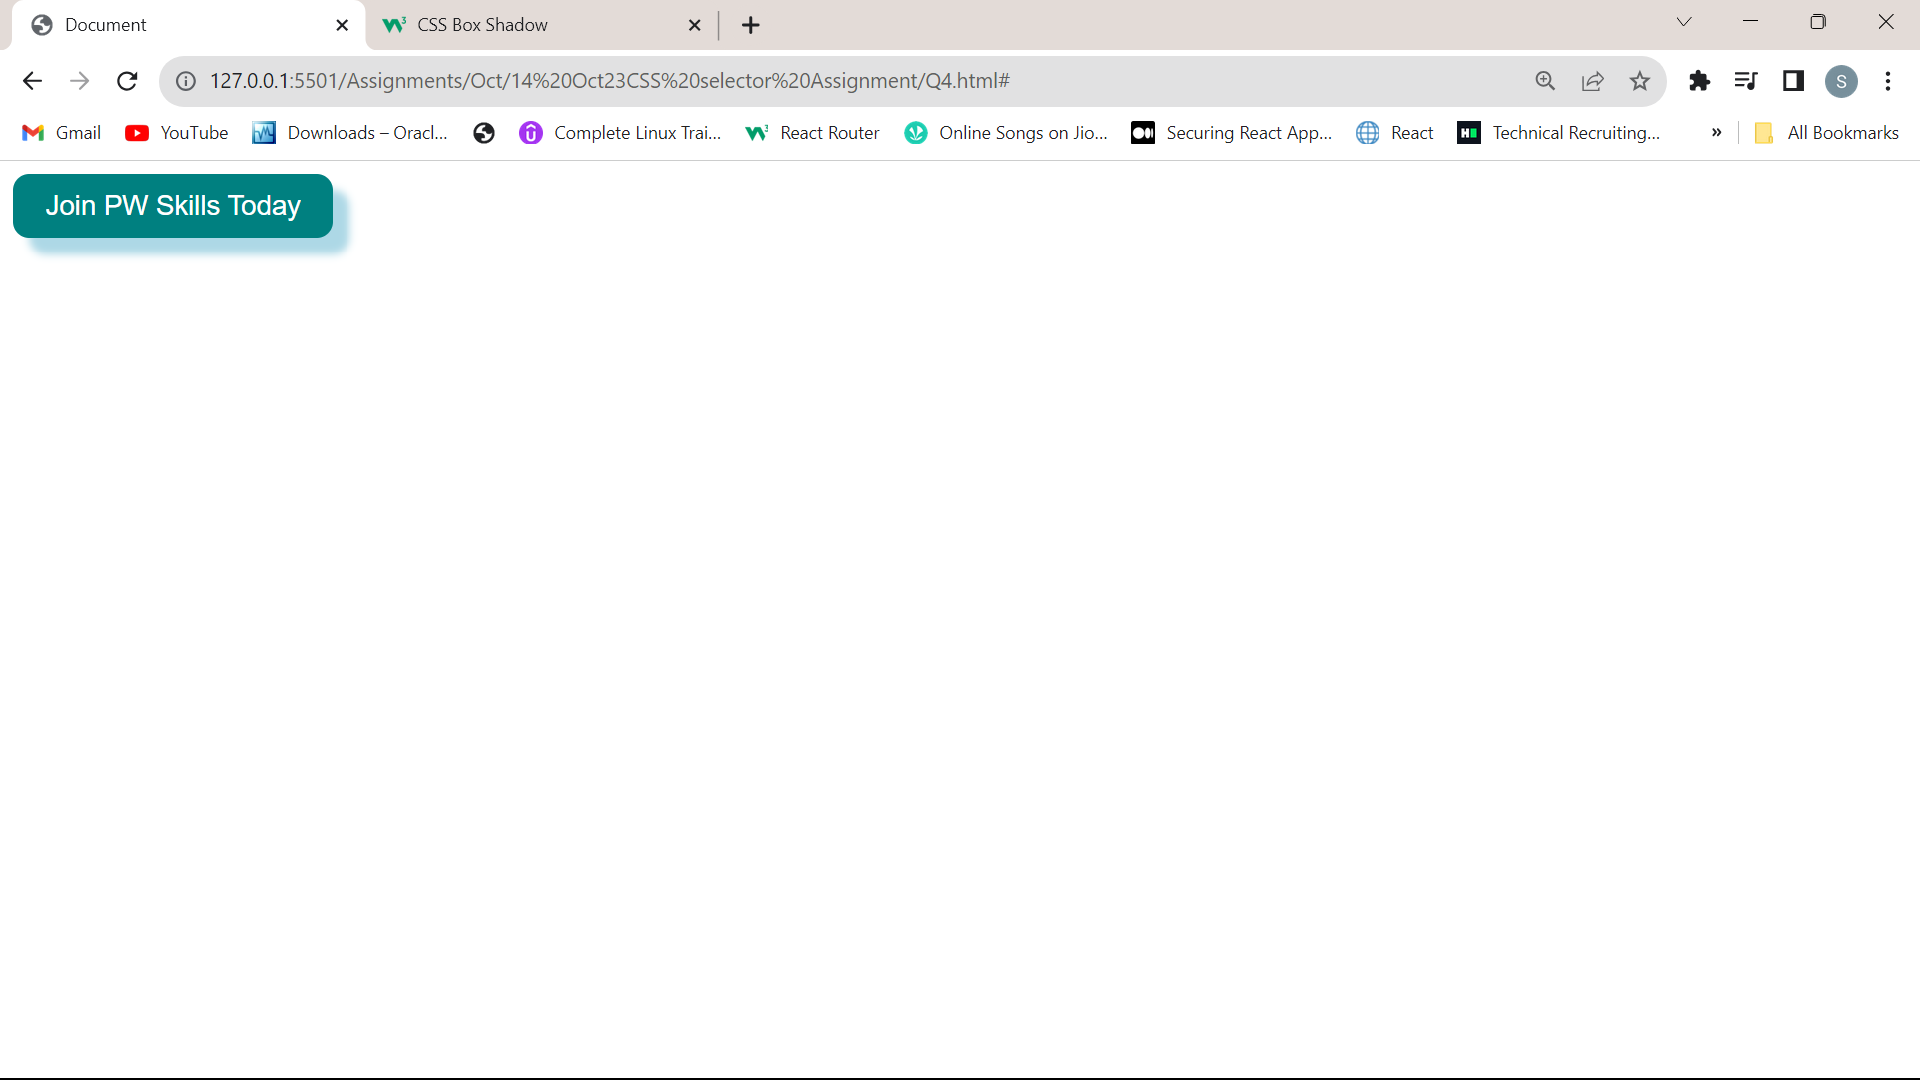 Document
CSS Box Shadow
127.0.0.1:5501/Assignments/Oct/14%20Oct23CSS%20selector%20Assignment/Q4.html#
S
Gmail
YouTube
Downloads – Oracl...
Complete Linux Trai...
React Router
Online Songs on Jio...
Securing React App...
React
Technical Recruiting...
»
All Bookmarks
Join PW Skills Today